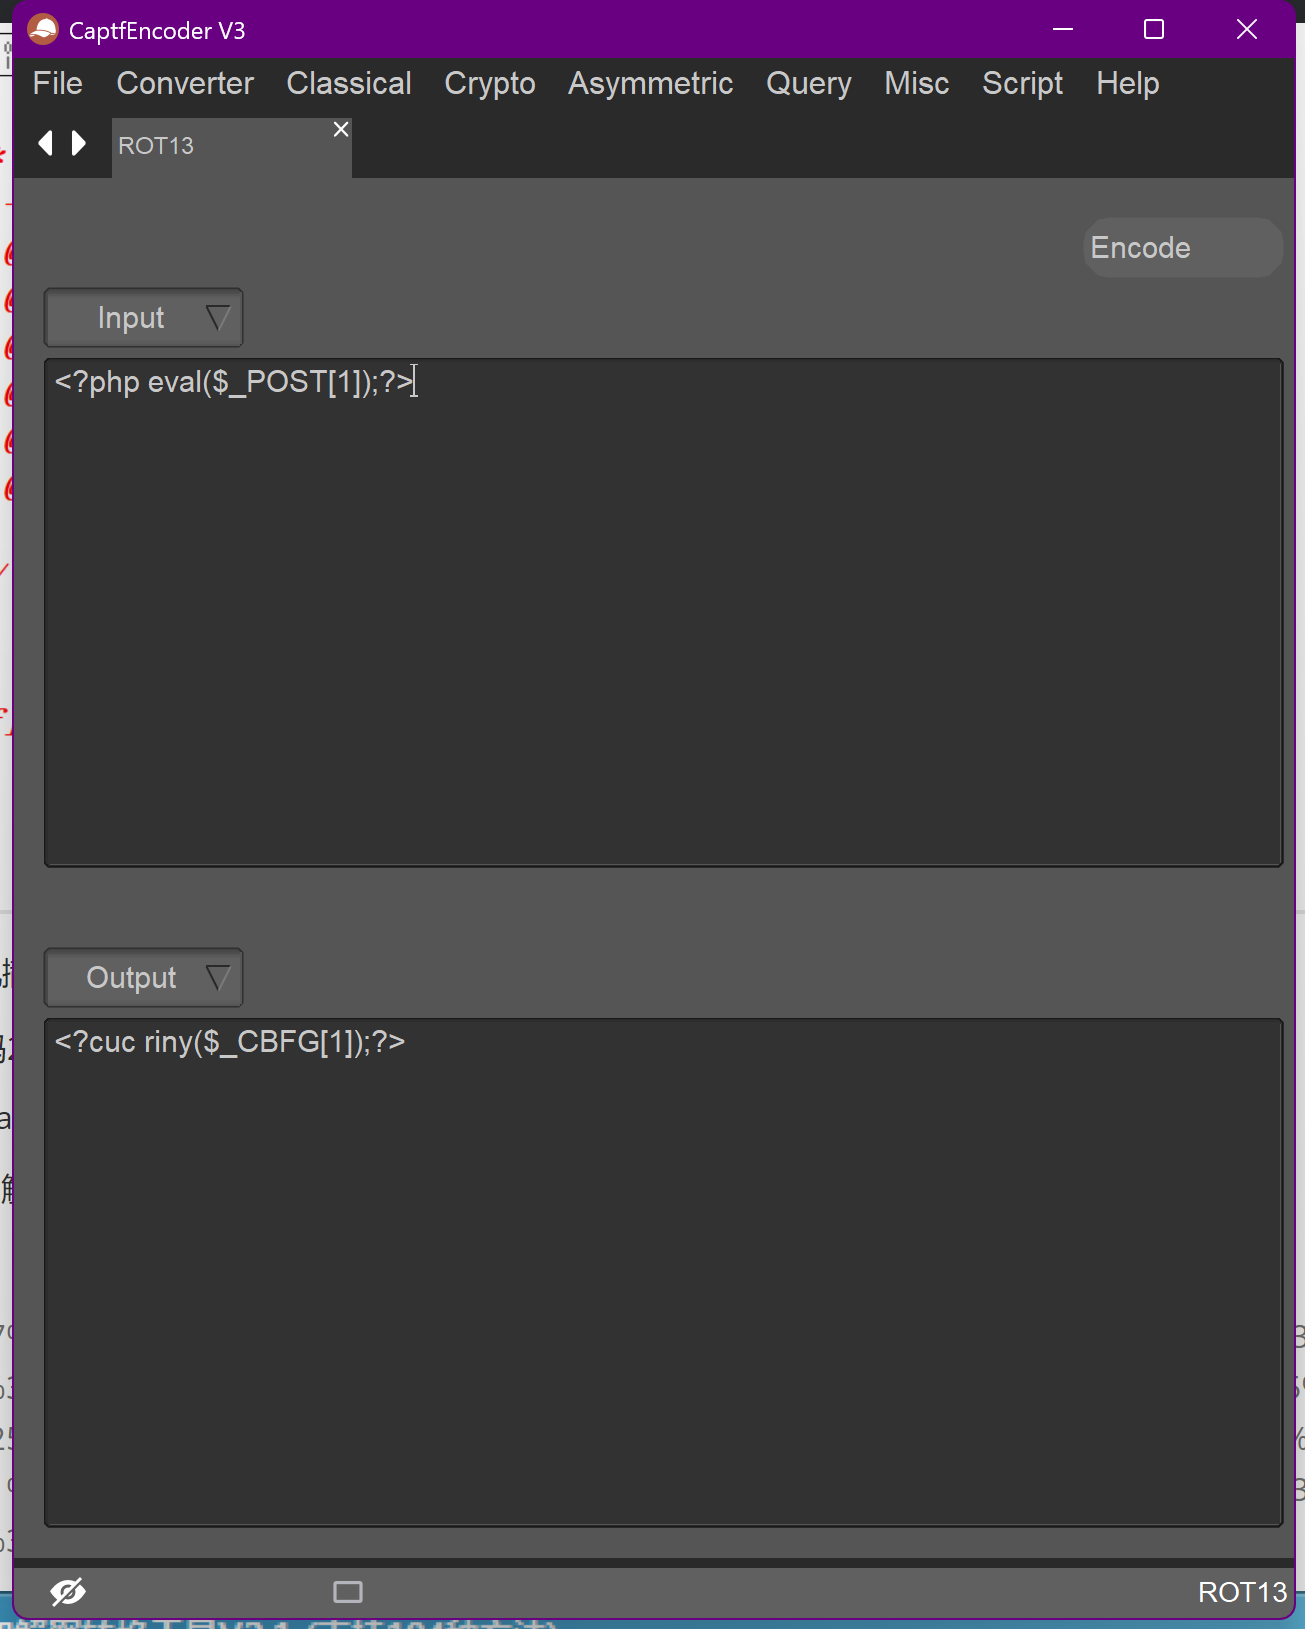 CaptfEncoder V3
File Converter Classical Crypto Asymmetric Query Misc Script Help
ROT13
Encode
Input
<?php eval($_POST[1]);?>
Output
<?cuc riny($_CBFG[1]);?>
ROT13